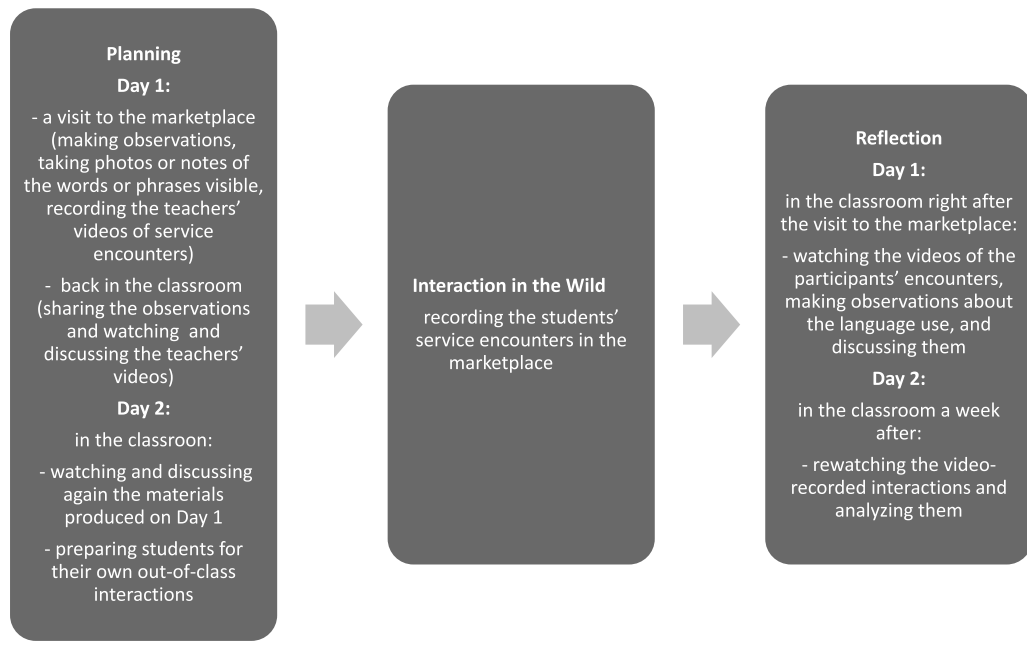 Planning
Day 1:
- a visit to the marketplace
(making observations,
taking photos or notes of
the words or phrases visible,
recording the teachers’
videos of service
encounters)
- back in the classroom
(sharing the observations
and watching and
discussing the teachers’
videos)
Day 2:
in the classroon:
- watching and discussing
again the materials
produced on Day 1
- preparing students for
their own out-of-class
interactions
Interaction in the Wild
recording the students’
service encounters in the
marketplace
Reflection
Day 1:
in the classroom right after
the visit to the marketplace:
- watching the videos of the
participants’ encounters,
making observations about
the language use, and
discussing them
Day 2:
in the classroom a week
after:
- rewatching the video-
recorded interactions and
analyzing them